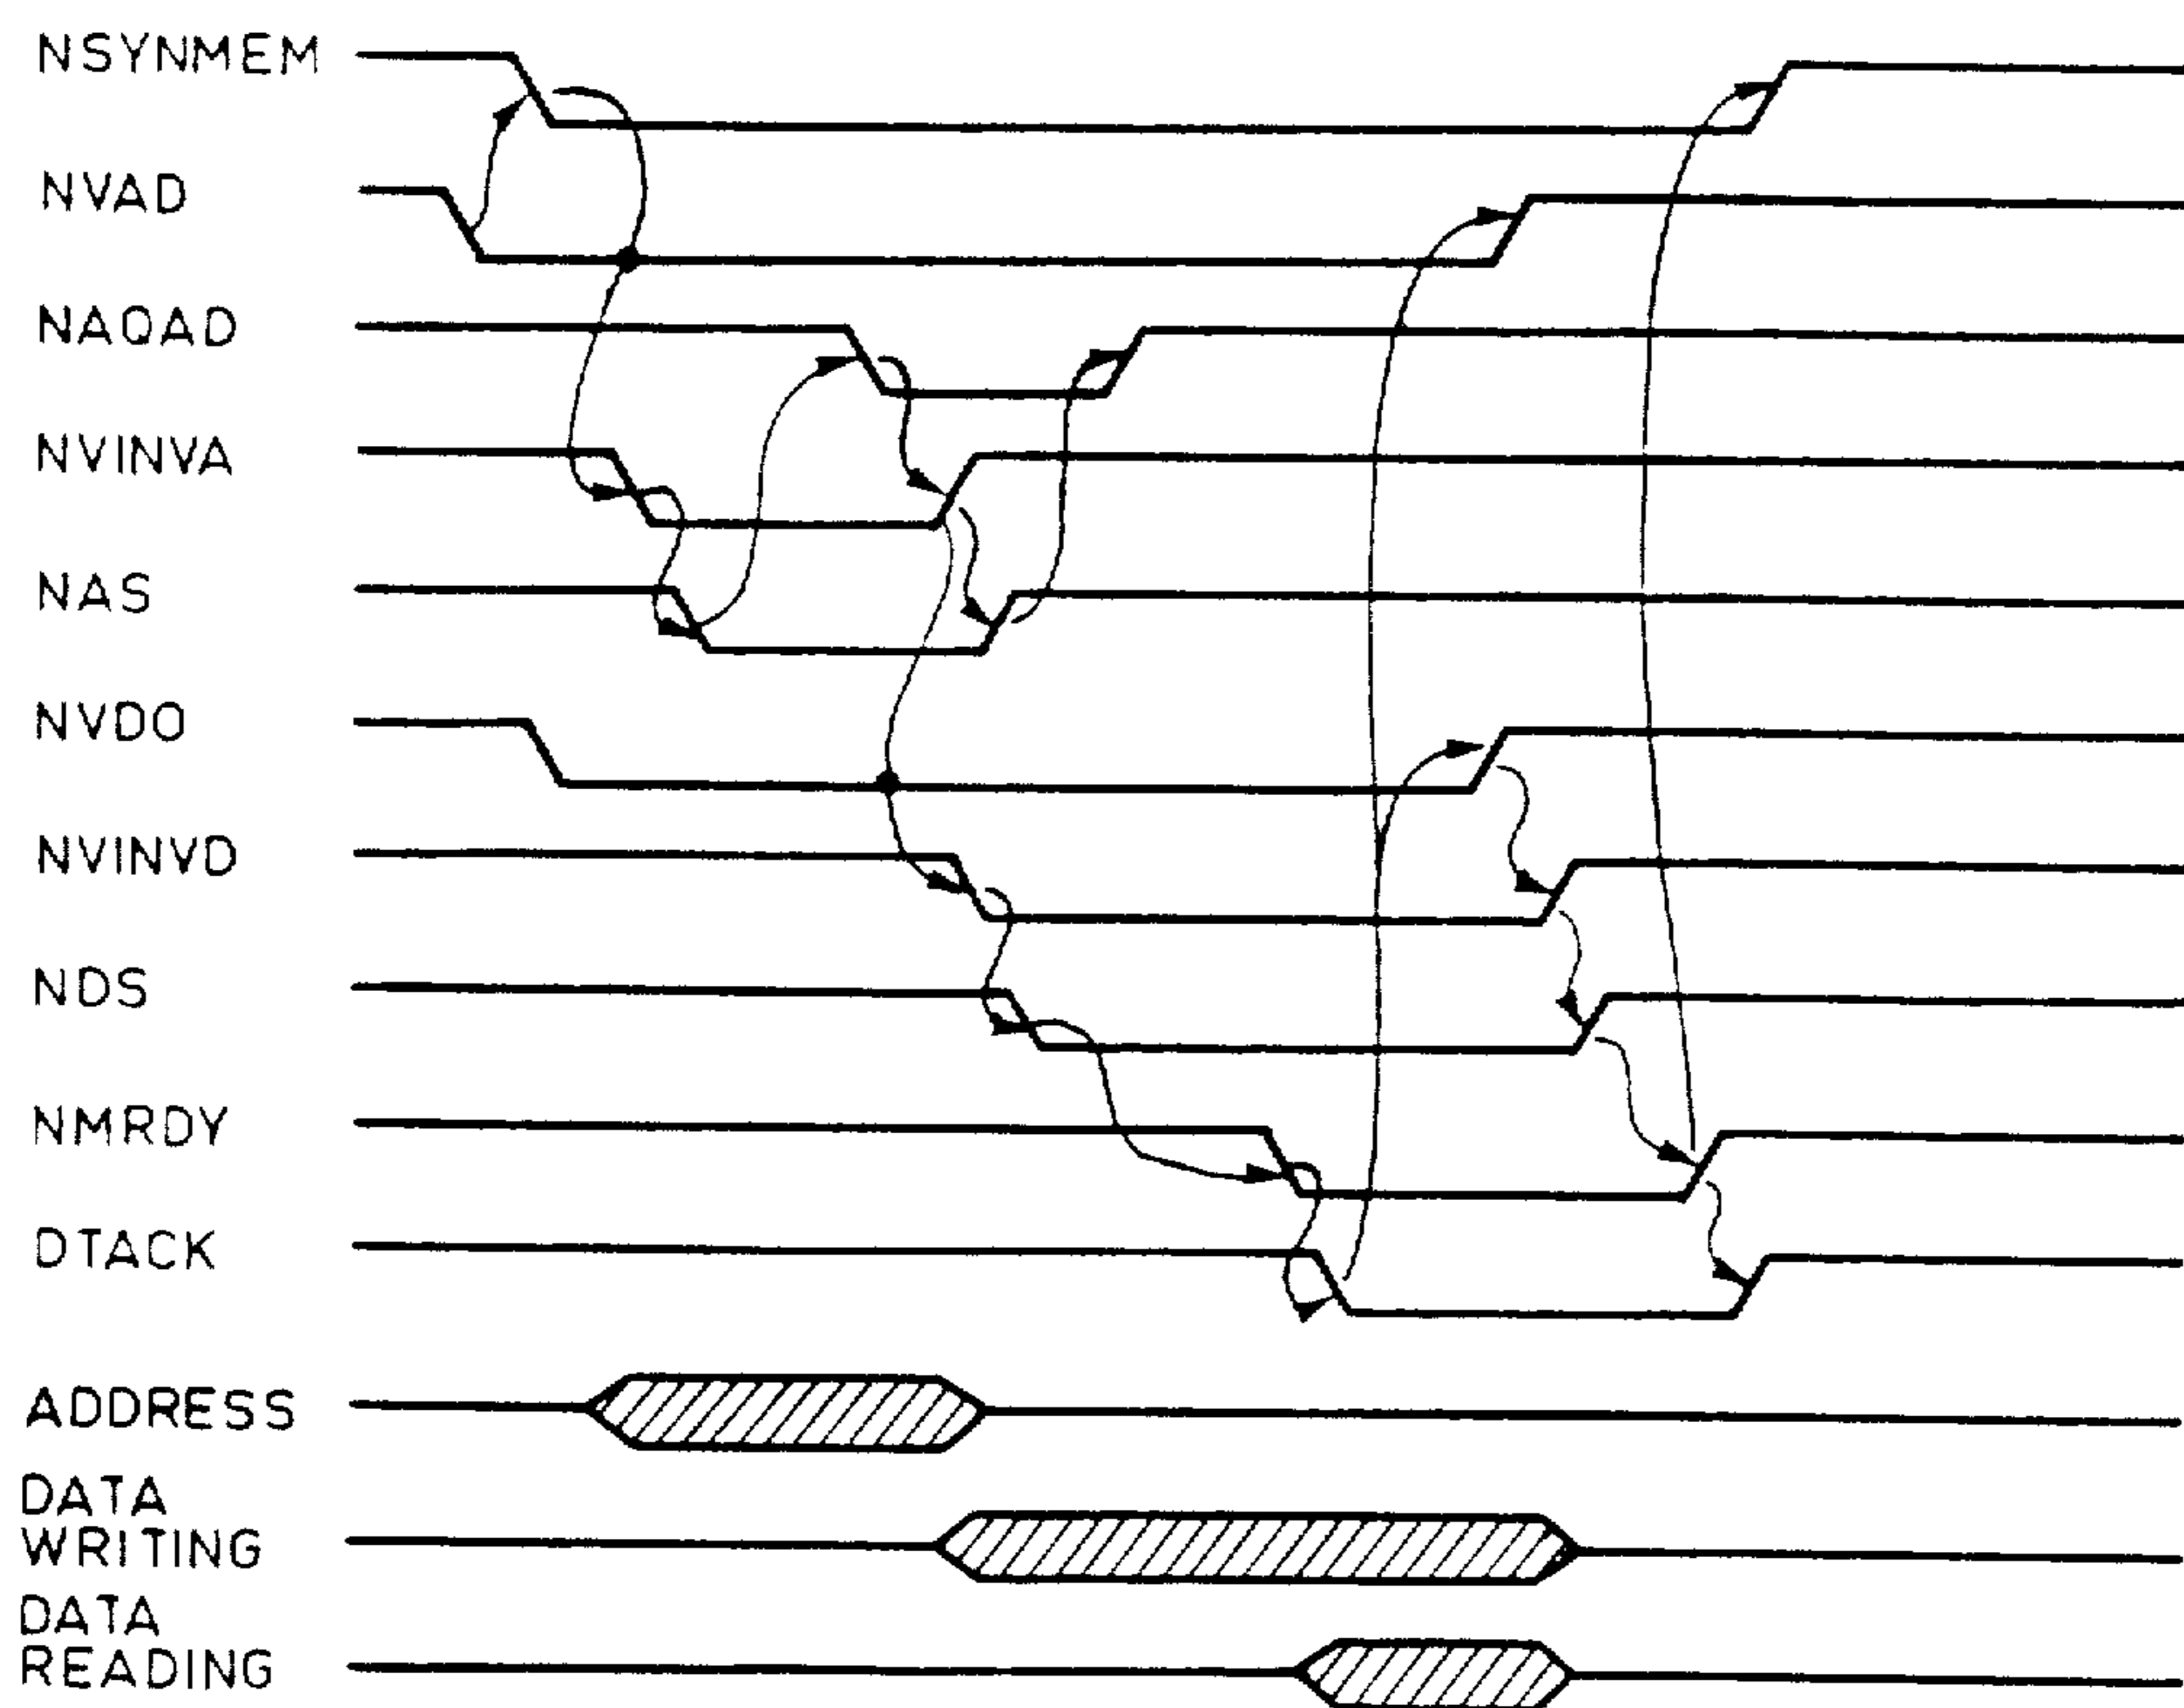 NSYNMEM
NVAD
NAQAD
NVINVA
NAS
NVDO
NVINVD
NDS
NMRDY
DTACK
ADDRESS
DATA
WRITING
DATA
READING